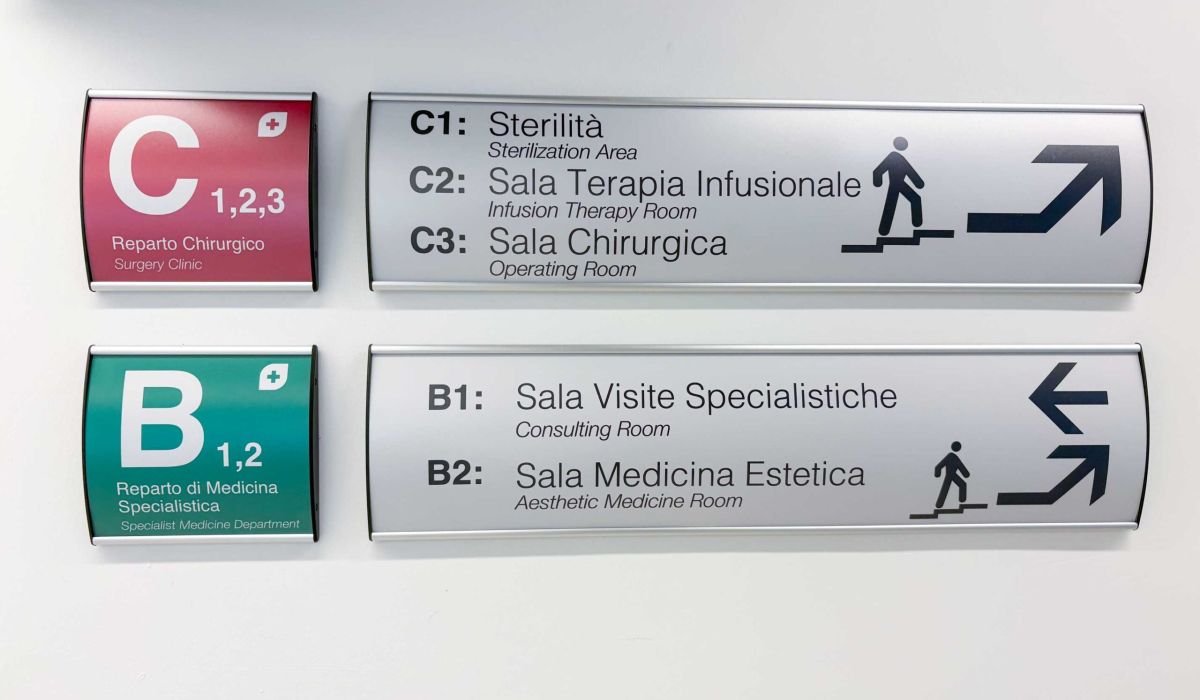 C
1,2,3
Reparto Chirurgico
Surgery Clinic
C1: Sterilità
Sterilization Area
C2: Sala Terapia Infusionale
Infusion Therapy Room
C3: Sala Chirurgica
Operating Room
B
1,2
Reparto di Medicina
Specialistica
Specialist Medicine Department
B1: Sala Visite Specialistiche
Consulting Room
B2: Sala Medicina Estetica
Aesthetic Medicine Room